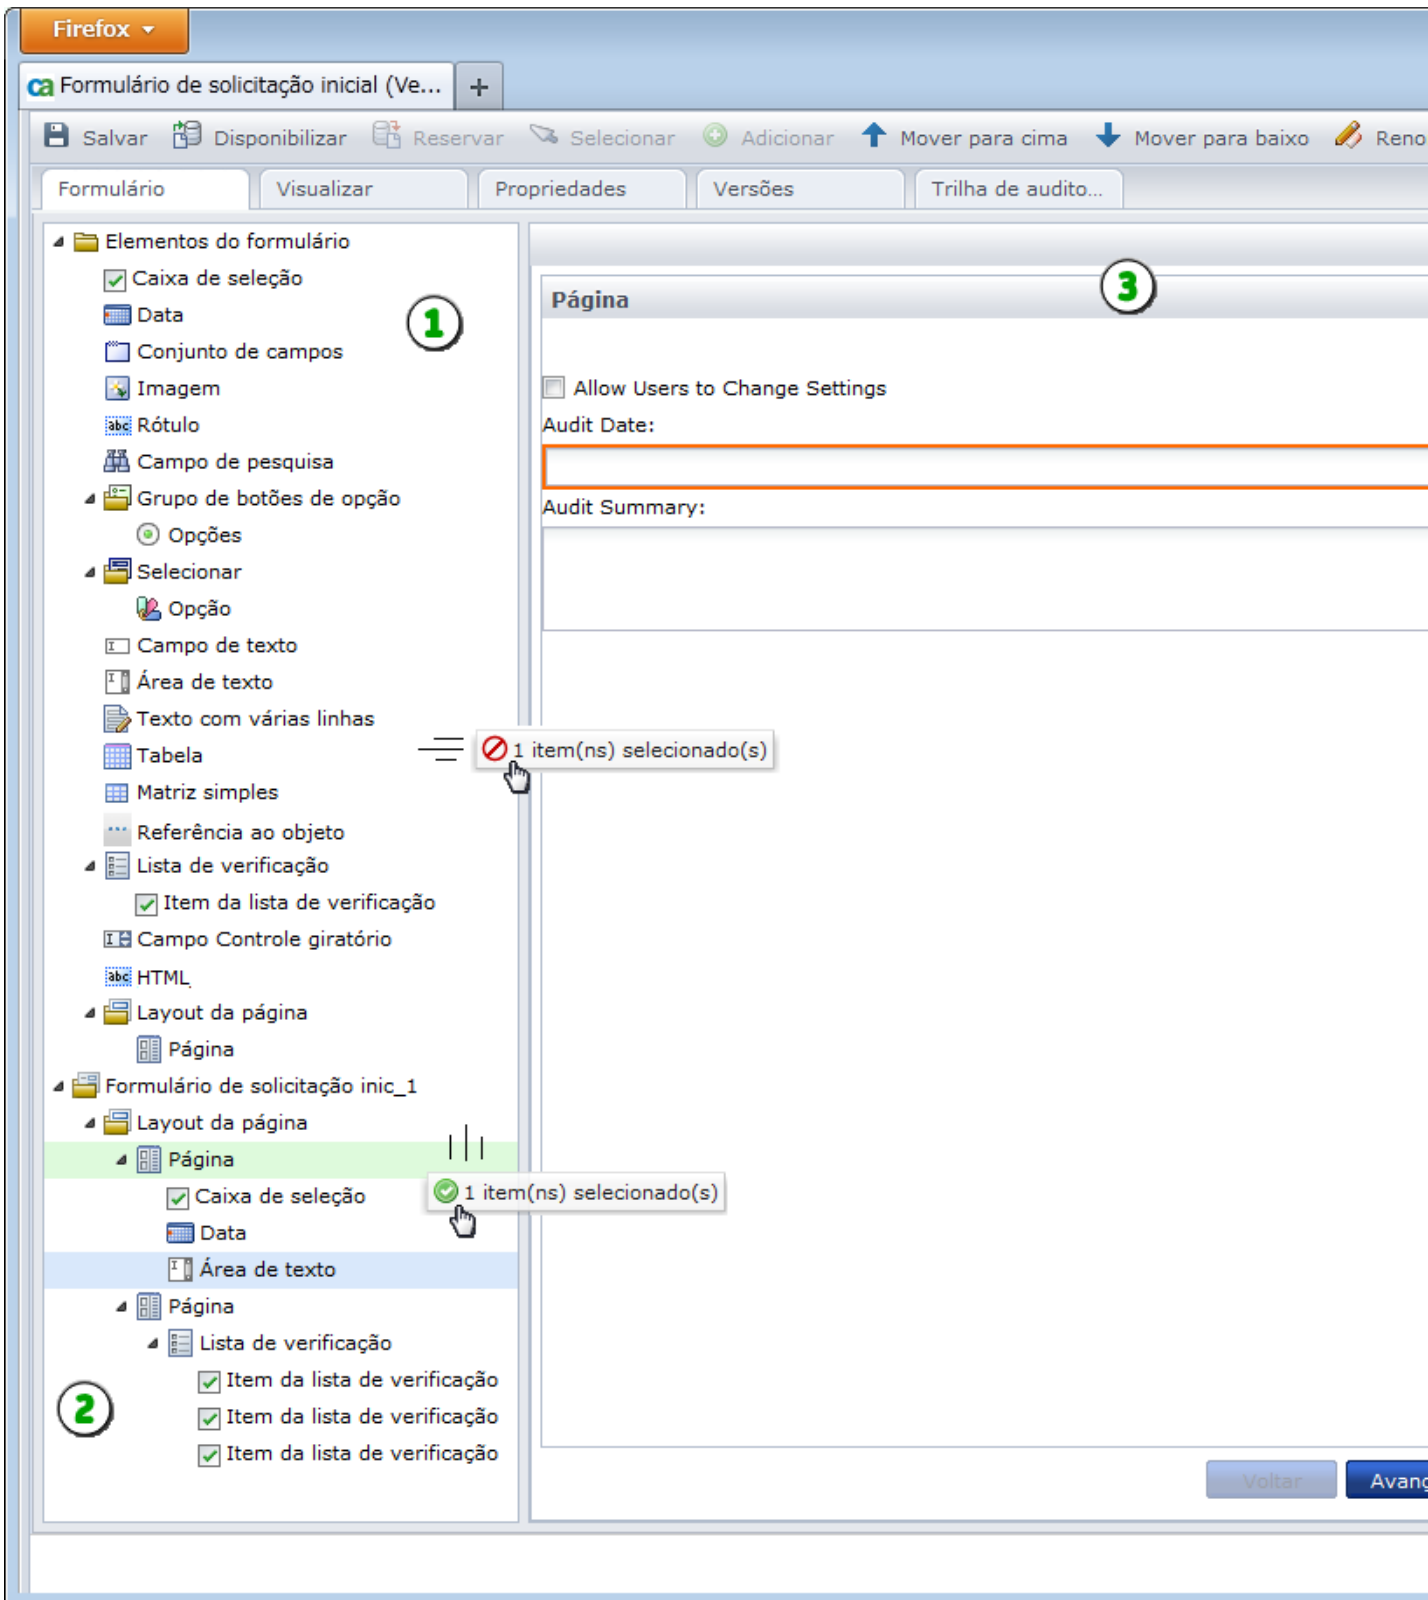 Firefox
ca Formulário de solicitação inicial (Ve... +
Salvar Disponibilizar Reservar Selecionar Adicionar Mover para cima Mover para baixo Reno
Formulário Visualizar Propriedades Versões Trilha de audito...
Elementos do formulário
Caixa de seleção
Data
1
Conjunto de campos
Imagem
abc Rótulo
Campo de pesquisa
Grupo de botões de opção
Opções
Selecionar
Opção
Campo de texto
Área de texto
Texto com várias linhas
Tabela
1 item(ns) selecionado(s)
Matriz simples
Referência ao objeto
Lista de verificação
Item da lista de verificação
Campo Controle giratório
abc HTML
Layout da página
Página
Formulário de solicitação inic_1
Layout da página
Página
Caixa de seleção
1 item(ns) selecionado(s)
Data
Área de texto
Página
Lista de verificação
Item da lista de verificação
2
Item da lista de verificação
Item da lista de verificação
3
Página
Allow Users to Change Settings
Audit Date:
Audit Summary:
Voltar Avanç